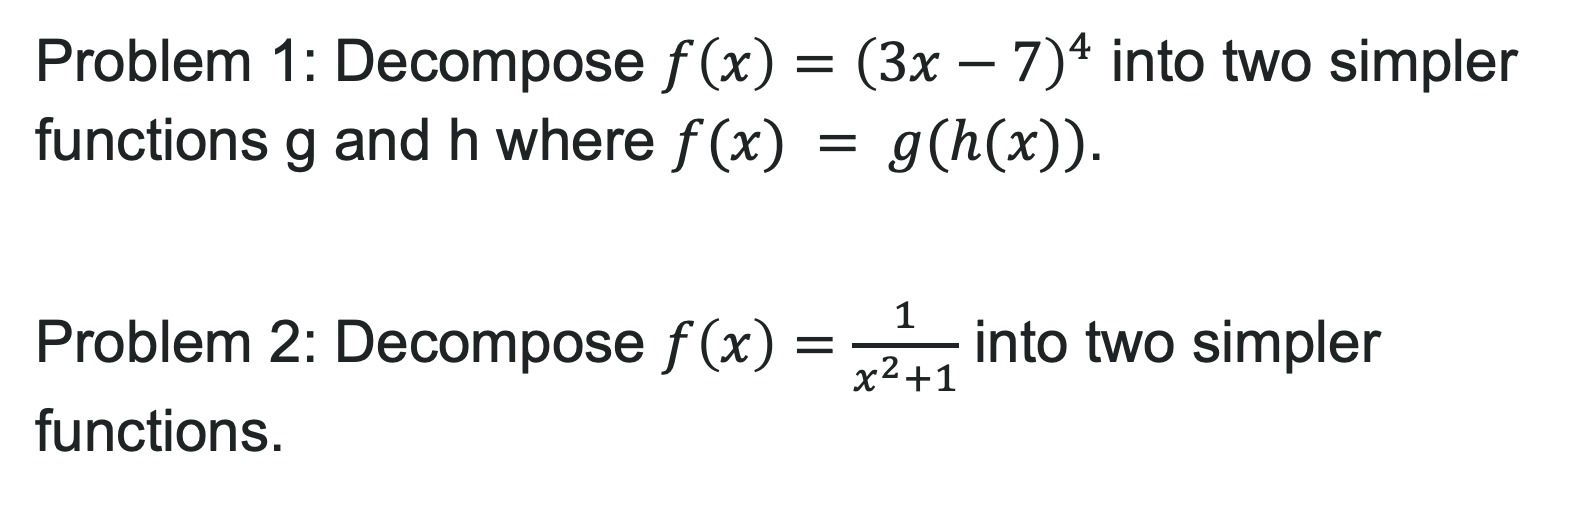 Problem 1: Decompose f(x) = (3x − 7)⁴ into two simpler
functions g and h where f(x) = g(h(x)).
Problem 2: Decompose f(x) = 1/(x²+1) into two simpler
functions.